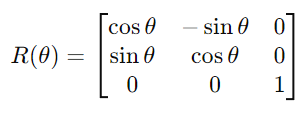 R(θ) = [cos θ  − sin θ  0]
[sin θ  cos θ  0]
[0  0  1]